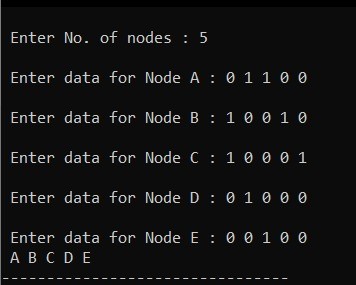 Enter No. of nodes : 5
Enter data for Node A : 0 1 1 0 0
Enter data for Node B : 1 0 0 1 0
Enter data for Node C : 1 0 0 0 1
Enter data for Node D : 0 1 0 0 0
Enter data for Node E : 0 0 1 0 0
A B C D E
--------------------------------